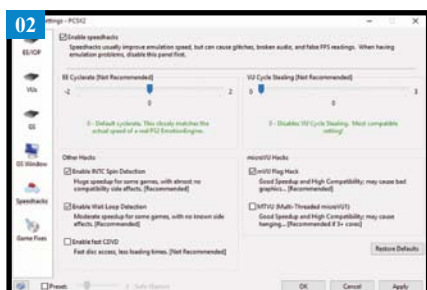 02
ttings - PCSX2
Enable speedhacks
Speedhacks usually improve emulation speed, but can cause glitches, broken audio, and false FPS readings. When having
emulation problems, disable this panel first.
EE/IOP
VUs
GS
GS Window
Speedhacks
Game Fixes
EE Cyclerate [Not Recommended]
-2
2
0
0 - Default cyclerate. This closely matches the
actual speed of a real PS2 EmotionEngine.
VU Cycle Stealing [Not Recommended]
0
3
0
0 - Disables VU Cycle Stealing. Most compatible
setting!
Other Hacks
Enable INTC Spin Detection
Huge speedup for some games, with almost no
compatibility side effects. [Recommended]
Enable Wait Loop Detection
Moderate speedup for some games, with no known side
effects. [Recommended]
Enable fast CDVD
Fast disc access, less loading times. [Not Recommended]
microVU Hacks
mVU Flag Hack
Good Speedup and High Compatibility; may cause bad
graphics... [Recommended]
MTVU (Multi-Threaded microVU1)
Good Speedup and High Compatibility; may cause
hanging... [Recommended if 3+ cores]
Restore Defaults
Preset:
OK
Cancel
Apply